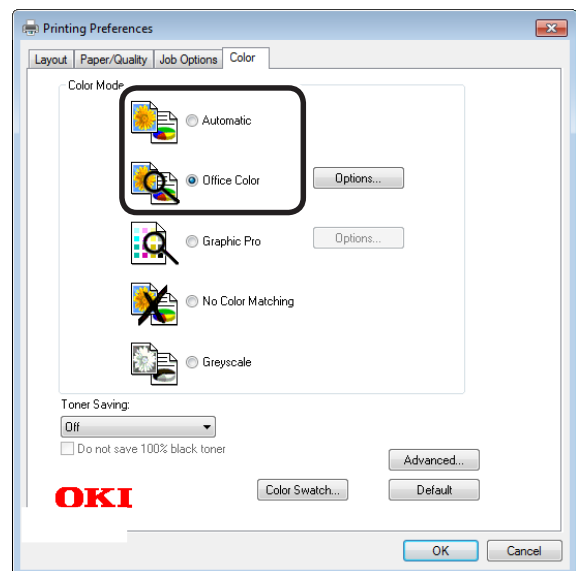 Printing Preferences
Layout Paper/Quality Job Options Color
Color Mode
Automatic
Office Color Options...
Graphic Pro Options...
No Color Matching
Greyscale
Toner Saving:
Off
Do not save 100% black toner
Advanced...
OKI Color Swatch... Default
OK Cancel